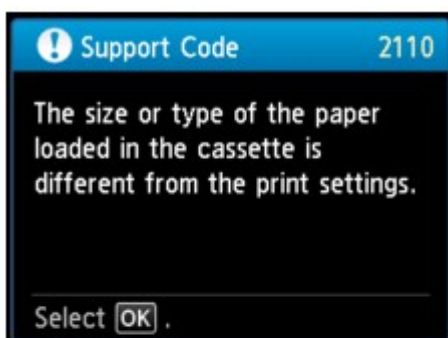 Support Code 2110
The size or type of the paper
loaded in the cassette is
different from the print settings.
Select OK .